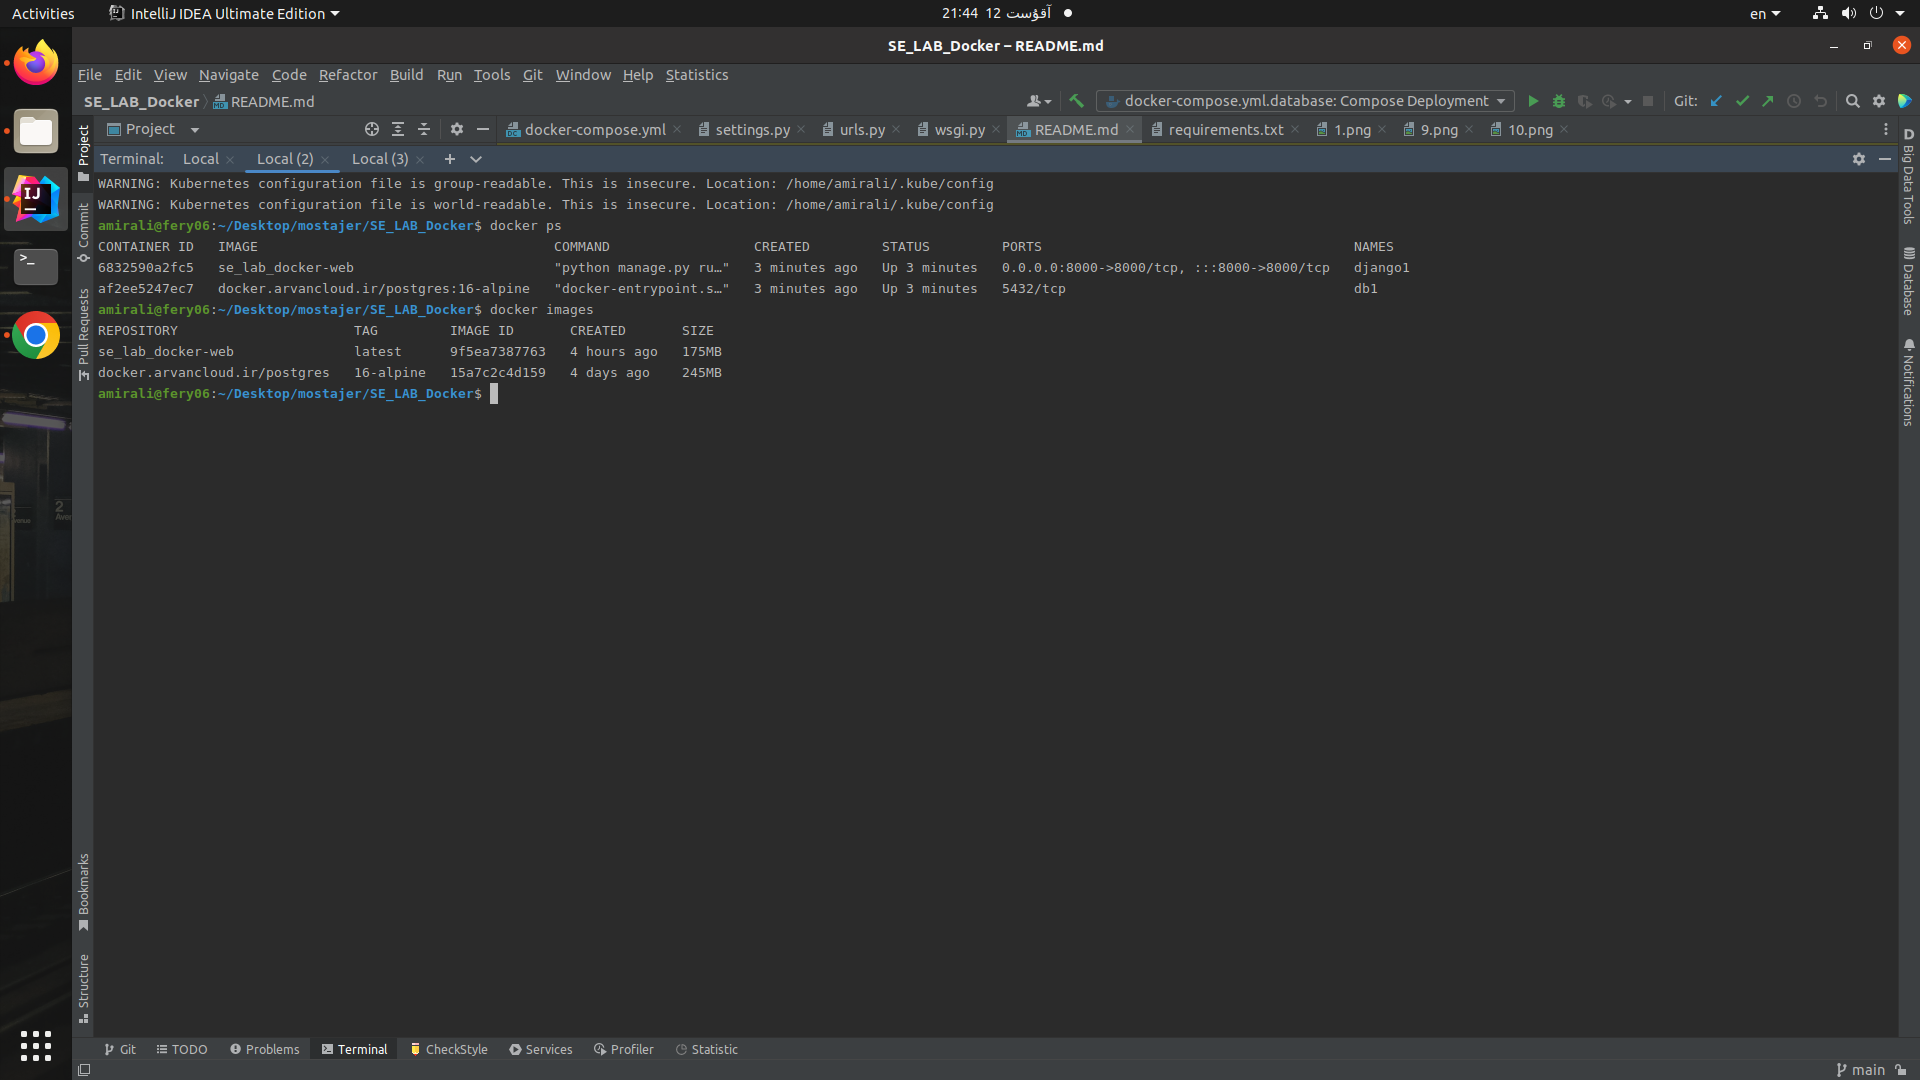 Activities IntelliJ IDEA Ultimate Edition 21:44 12 آقؤست en
SE_LAB_Docker – README.md
File Edit View Navigate Code Refactor Build Run Tools Git Window Help Statistics
SE_LAB_Docker README.md docker-compose.yml.database: Compose Deployment Git:
Project docker-compose.yml settings.py urls.py wsgi.py README.md requirements.txt 1.png 9.png 10.png
Terminal: Local Local (2) Local (3)
WARNING: Kubernetes configuration file is group-readable. This is insecure. Location: /home/amirali/.kube/config
WARNING: Kubernetes configuration file is world-readable. This is insecure. Location: /home/amirali/.kube/config
amirali@fery06:~/Desktop/mostajer/SE_LAB_Docker$ docker ps
CONTAINER ID IMAGE COMMAND CREATED STATUS PORTS NAMES
6832590a2fc5 se_lab_docker-web "python manage.py ru…" 3 minutes ago Up 3 minutes 0.0.0.0:8000->8000/tcp, :::8000->8000/tcp django1
af2ee5247ec7 docker.arvancloud.ir/postgres:16-alpine "docker-entrypoint.s…" 3 minutes ago Up 3 minutes 5432/tcp db1
amirali@fery06:~/Desktop/mostajer/SE_LAB_Docker$ docker images
REPOSITORY TAG IMAGE ID CREATED SIZE
se_lab_docker-web latest 9f5ea7387763 4 hours ago 175MB
docker.arvancloud.ir/postgres 16-alpine 15a7c2c4d159 4 days ago 245MB
amirali@fery06:~/Desktop/mostajer/SE_LAB_Docker$
Project
Commit
Pull Requests
Bookmarks
Structure
Big Data Tools
Database
Notifications
Git TODO Problems Terminal CheckStyle Services Profiler Statistic
main